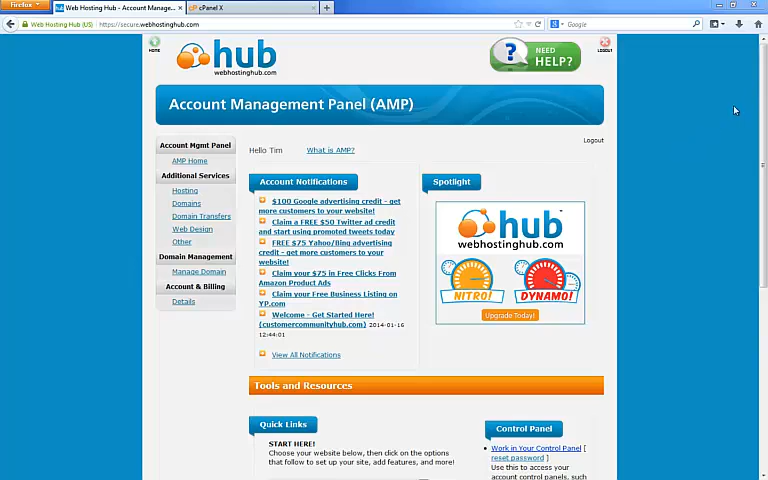 Firefox
Web Hosting Hub - Account Manage...
cPanel X
Web Hosting Hub (US)
https://secure.webhostinghub.com
Google
HOME
hub
webhostinghub.com
? NEED HELP?
LOGOUT
Account Management Panel (AMP)
Logout
Account Mgmt Panel
AMP Home
Additional Services
Hosting
Domains
Domain Transfers
Web Design
Other
Domain Management
Manage Domain
Account & Billing
Details
Hello Tim
What is AMP?
Account Notifications
$100 Google advertising credit - get
more customers to your website!
Claim a FREE $50 Twitter ad credit
and start using promoted tweets today
FREE $75 Yahoo/Bing advertising
credit - get more customers to your
website!
Claim your $75 in Free Clicks From
Amazon Product Ads
Claim your Free Business Listing on
YP.com
Welcome - Get Started Here!
(customercommunityhub.com) 2014-01-16
12:44:01
View All Notifications
Spotlight
hub
webhostinghub.com
NITRO! DYNAMO!
Upgrade Today!
Tools and Resources
Quick Links
START HERE!
Choose your website below, then click on the options
that follow to set up your site, add features, and more!
Control Panel
Work in Your Control Panel [
reset password ]
Use this to access your
account control panels, such